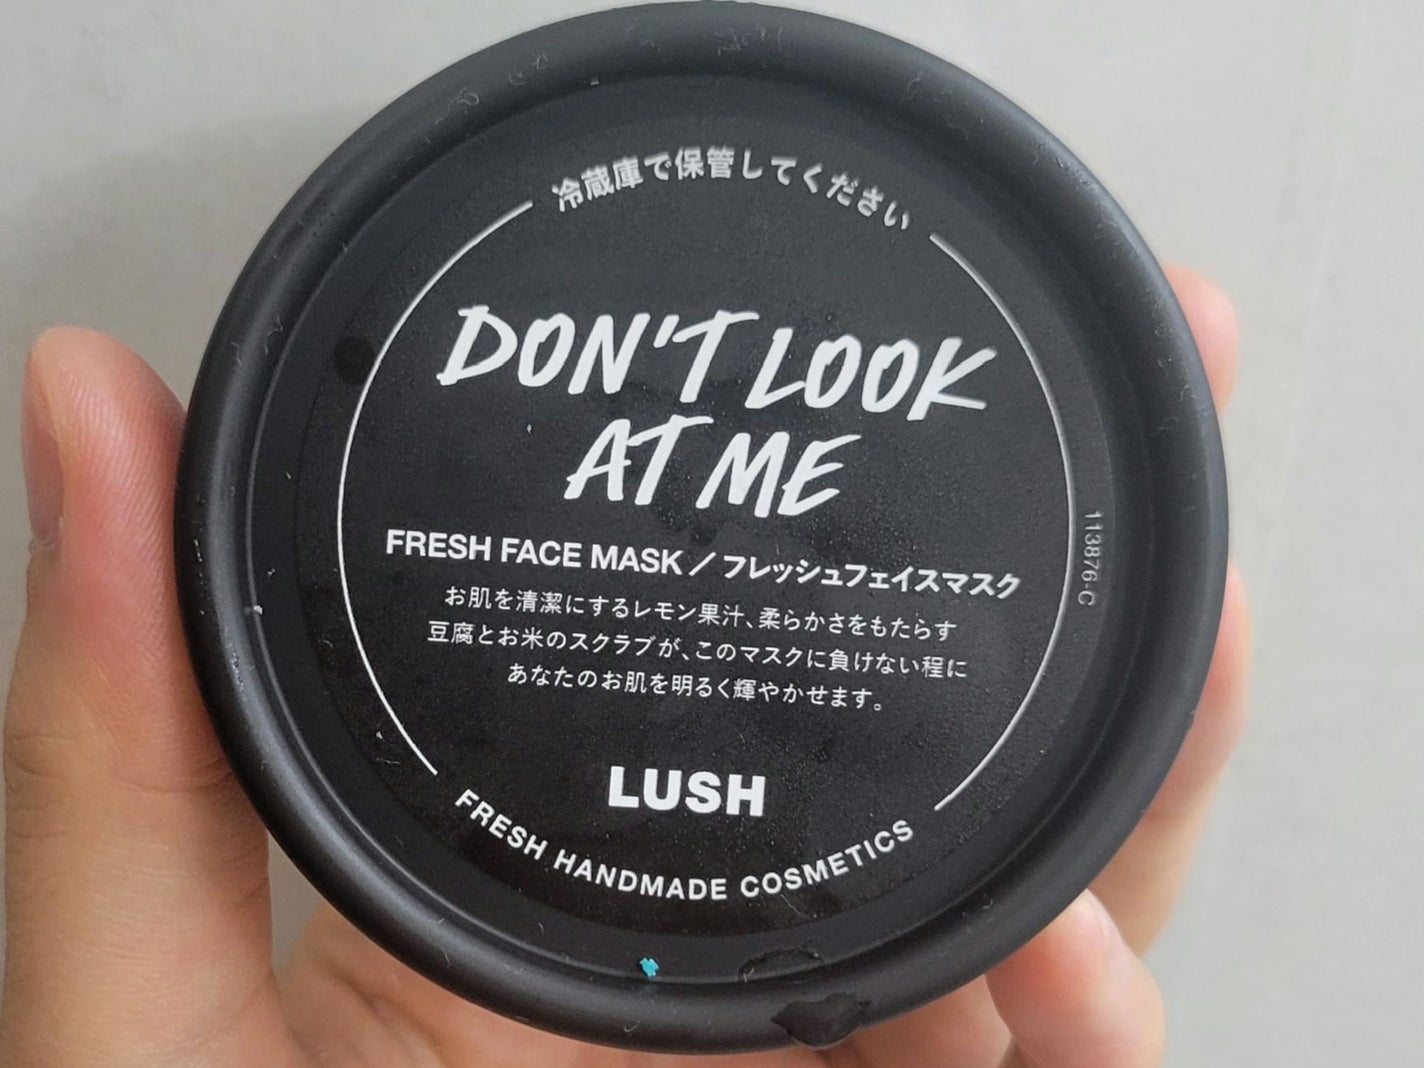 冷蔵庫で保管してください
DON'T LOOK
AT ME
FRESH FACE MASK／フレッシュフェイスマスク
お肌を清潔にするレモン果汁、柔らかさをもたらす
豆腐とお米のスクラブが、このマスクに負けない程に
あなたのお肌を明るく輝やかせます。
LUSH
FRESH HANDMADE COSMETICS
113876-C